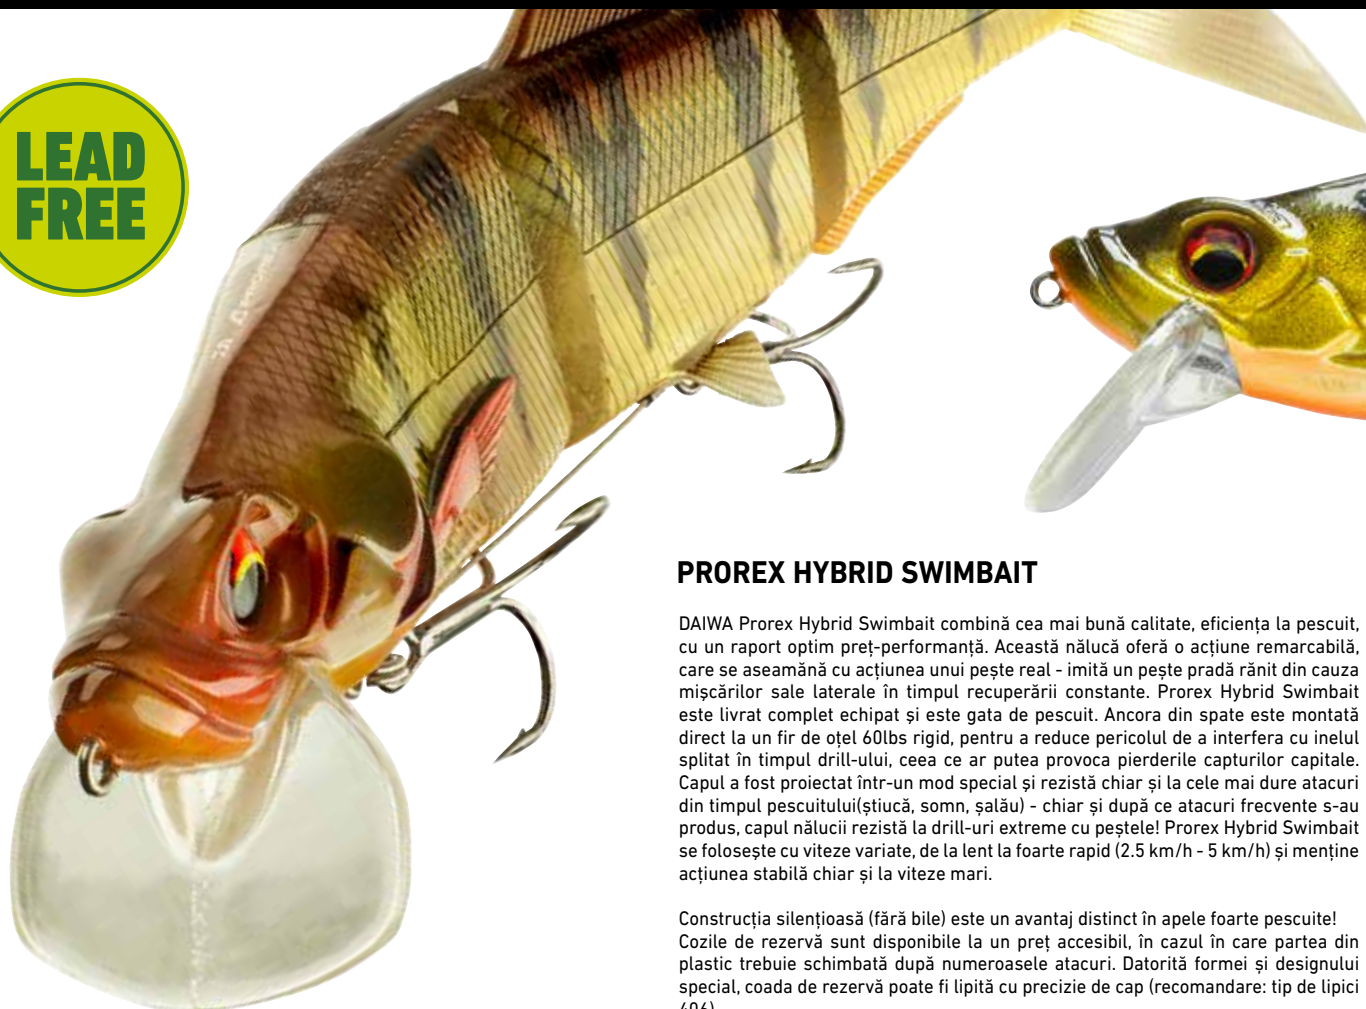 LEAD
FREE
PROREX HYBRID SWIMBAIT
DAIWA Prorex Hybrid Swimbait combină cea mai bună calitate, eficiența la pescuit,
cu un raport optim preț-performanță. Această nălucă oferă o acțiune remarcabilă,
care se aseamănă cu acțiunea unui pește real - imită un pește pradă rănit din cauza
mișcărilor sale laterale în timpul recuperării constante. Prorex Hybrid Swimbait
este livrat complet echipat și este gata de pescuit. Ancora din spate este montată
direct la un fir de oțel 60lbs rigid, pentru a reduce pericolul de a interfera cu inelul
splitat în timpul drill-ului, ceea ce ar putea provoca pierderile capturilor capitale.
Capul a fost proiectat într-un mod special și rezistă chiar și la cele mai dure atacuri
din timpul pescuitului(știucă, somn, șalău) - chiar și după ce atacuri frecvente s-au
produs, capul nălucii rezistă la drill-uri extreme cu peștele! Prorex Hybrid Swimbait
se folosește cu viteze variate, de la lent la foarte rapid (2.5 km/h - 5 km/h) și menține
acțiunea stabilă chiar și la viteze mari.
Construcția silențioasă (fără bile) este un avantaj distinct în apele foarte pescuite!
Cozile de rezervă sunt disponibile la un preț accesibil, în cazul în care partea din
plastic trebuie schimbată după numeroasele atacuri. Datorită formei și designului
special, coada de rezervă poate fi lipită cu precizie de cap (recomandare: tip de lipici
406)